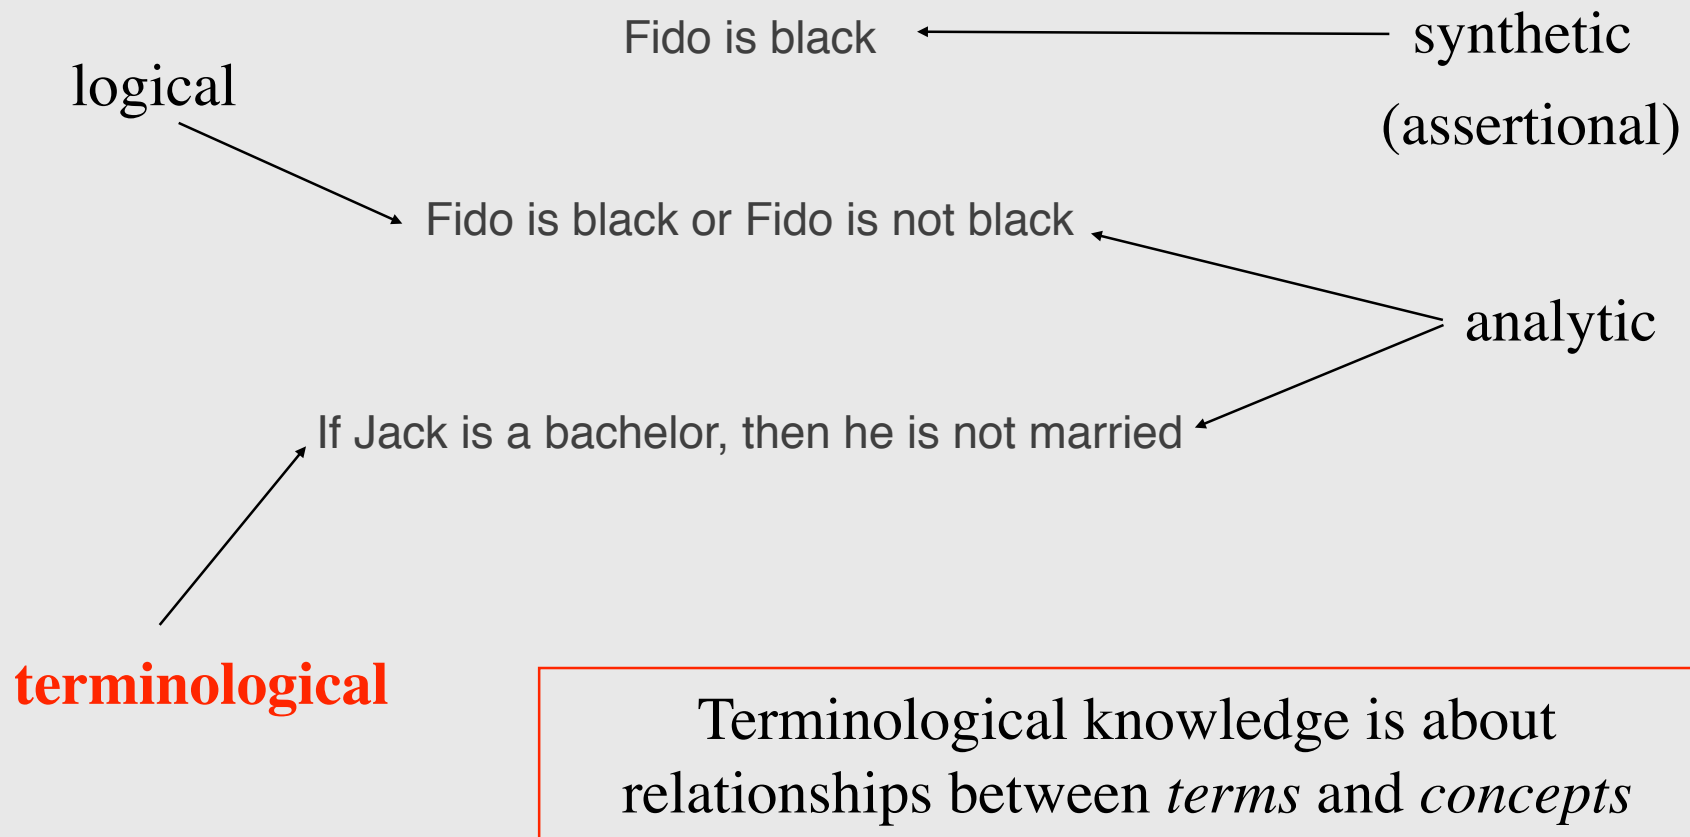 Fido is black
synthetic
(assertional)
logical
Fido is black or Fido is not black
analytic
If Jack is a bachelor, then he is not married
terminological
Terminological knowledge is about
relationships between terms and concepts